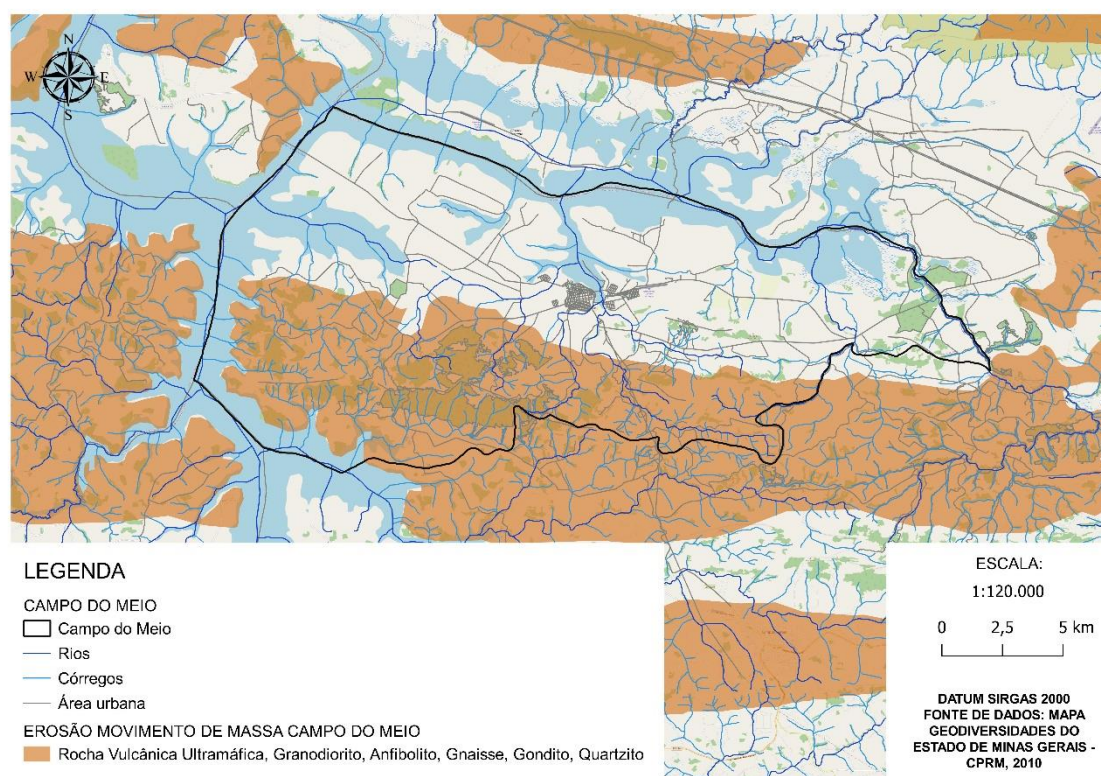 N
W E
S
LEGENDA
CAMPO DO MEIO
Campo do Meio
Rios
Córregos
Área urbana
EROSÃO MOVIMENTO DE MASSA CAMPO DO MEIO
Rocha Vulcânica Ultramáfica, Granodiorito, Anfibolito, Gnaisse, Gondito, Quartzito
ESCALA:
1:120.000
0 2,5 5 km
DATUM SIRGAS 2000
FONTE DE DADOS: MAPA
GEODIVERSIDADES DO
ESTADO DE MINAS GERAIS -
CPRM, 2010